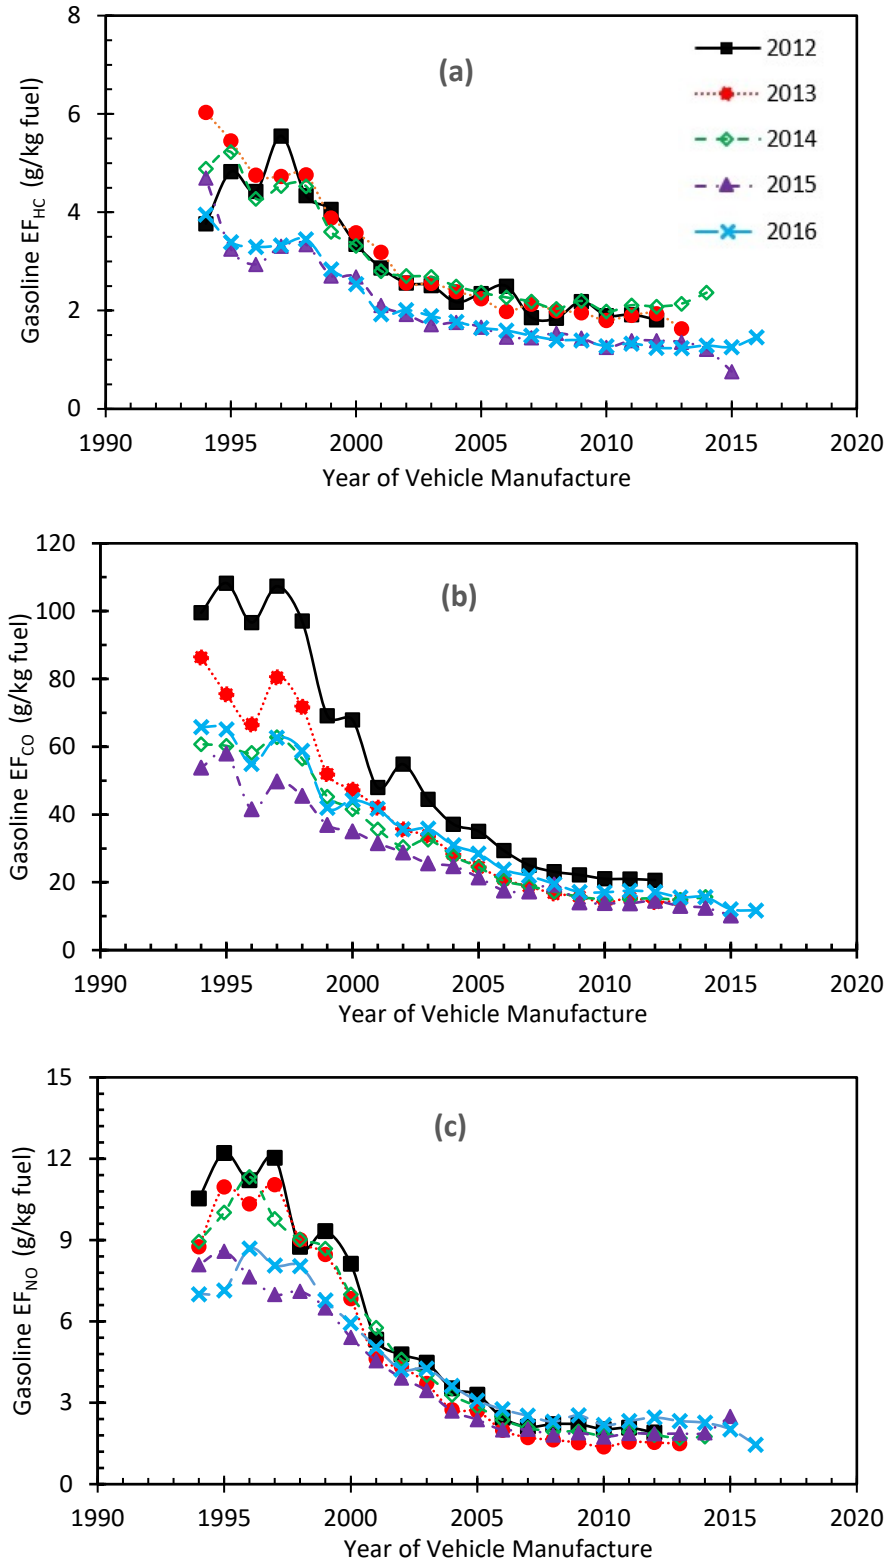 8
6
4
2
0
Gasoline EF_HC (g/kg fuel)
(a)
2012
2013
2014
2015
2016
1990 1995 2000 2005 2010 2015 2020
Year of Vehicle Manufacture
120
100
80
60
40
20
0
Gasoline EF_CO (g/kg fuel)
(b)
1990 1995 2000 2005 2010 2015 2020
Year of Vehicle Manufacture
15
12
9
6
3
0
Gasoline EF_NO (g/kg fuel)
(c)
1990 1995 2000 2005 2010 2015 2020
Year of Vehicle Manufacture